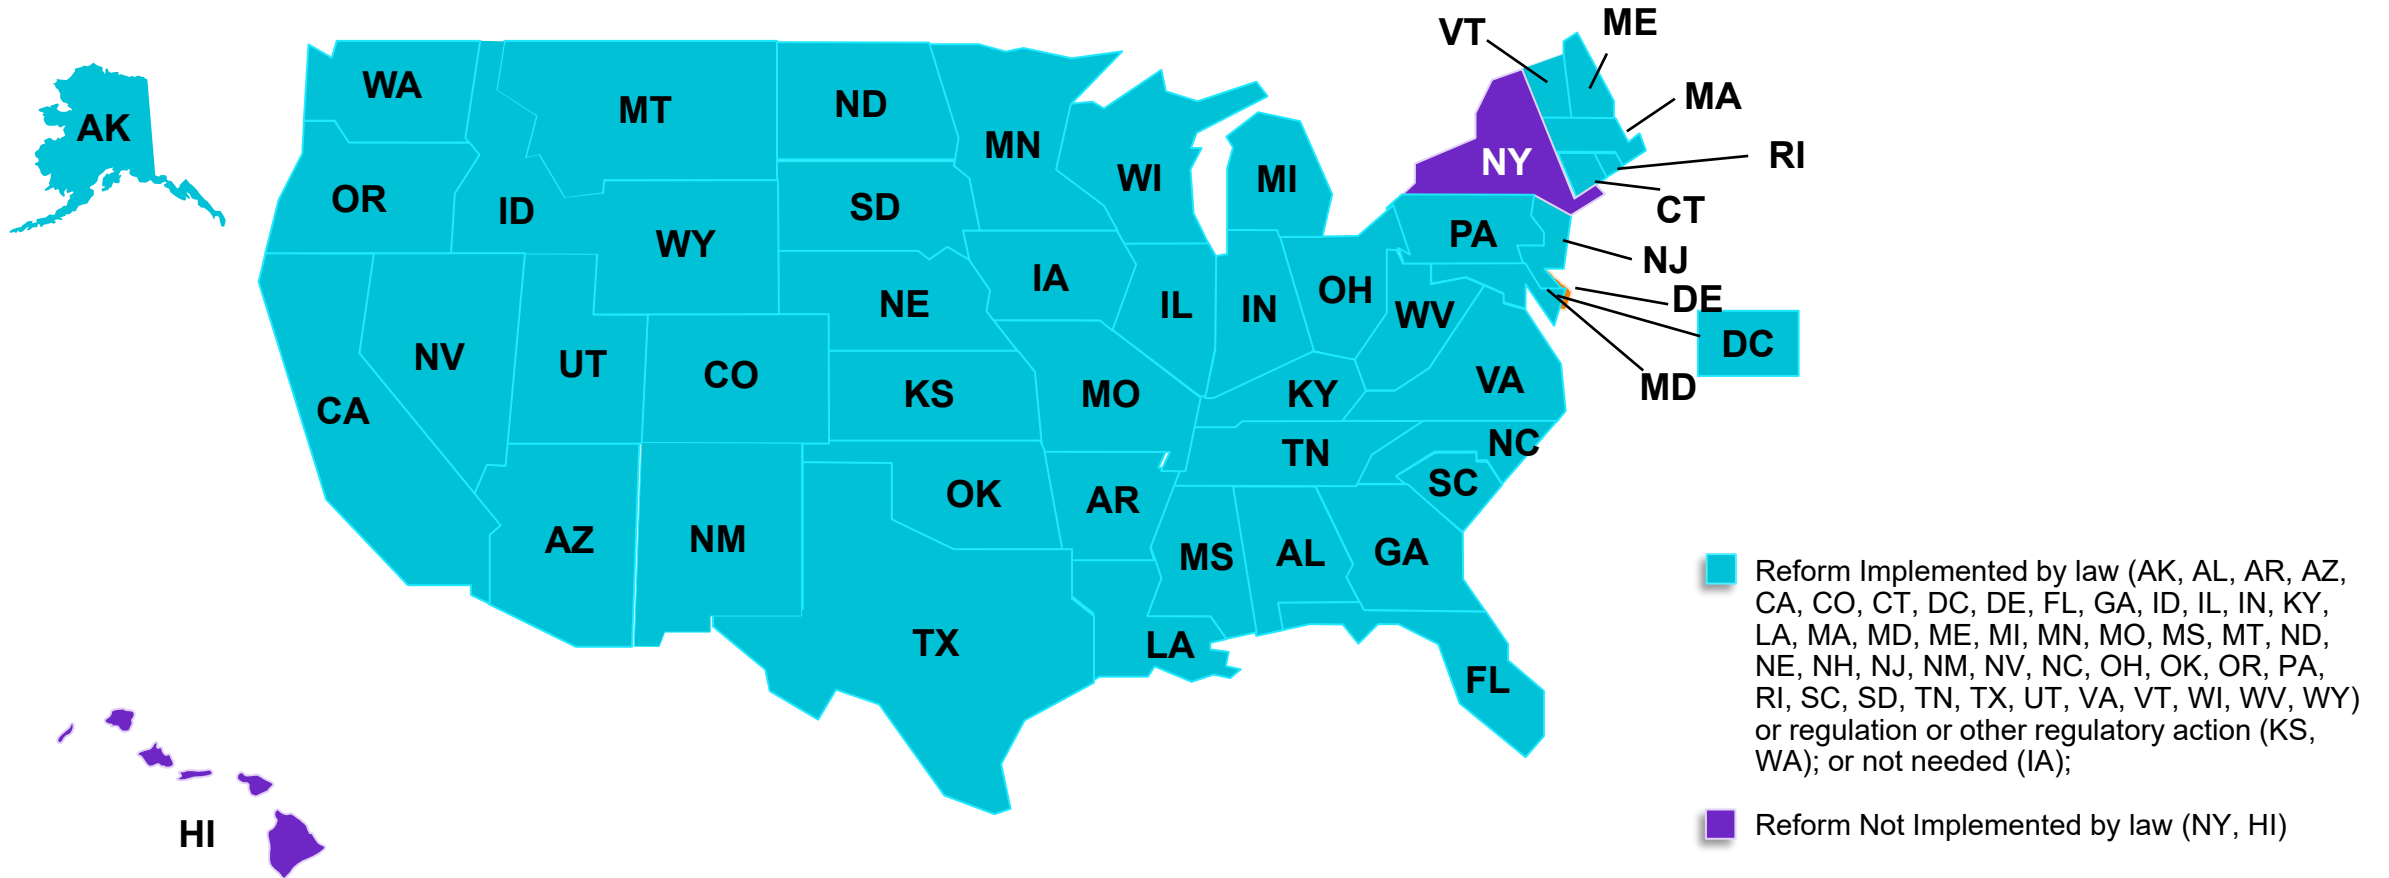 VT
ME
WA
MT
ND
MN
MA
AK
WI
MI
NY
RI
OR
ID
SD
CT
WY
PA
NJ
IA
NE
IL
IN
OH
WV
DE
NV
UT
CO
KS
MO
KY
VA
DC
MD
CA
TN
NC
OK
AR
SC
AZ
NM
MS
AL
GA
TX
LA
FL
HI
Reform Implemented by law (AK, AL, AR, AZ,
CA, CO, CT, DC, DE, FL, GA, ID, IL, IN, KY,
LA, MA, MD, ME, MI, MN, MO, MS, MT, ND,
NE, NH, NJ, NM, NV, NC, OH, OK, OR, PA,
RI, SC, SD, TN, TX, UT, VA, VT, WI, WV, WY)
or regulation or other regulatory action (KS,
WA); or not needed (IA);
Reform Not Implemented by law (NY, HI)